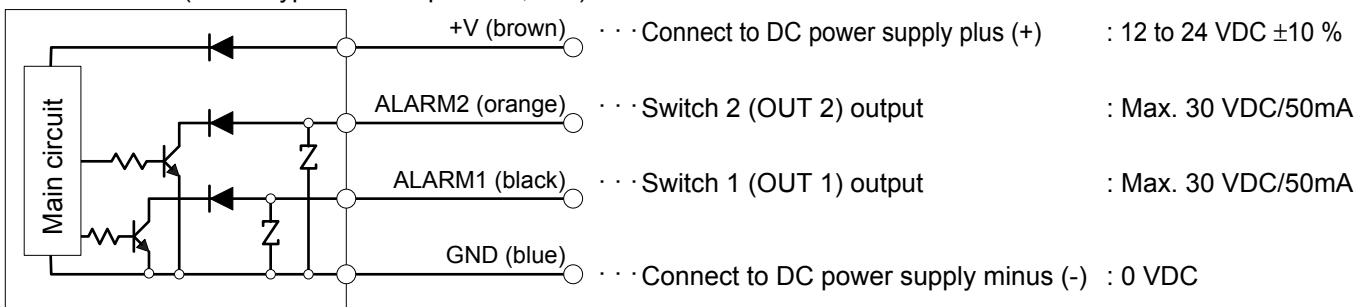 +V (brown) ・・・Connect to DC power supply plus (+) : 12 to 24 VDC ±10 %
ALARM2 (orange) ・・・Switch 2 (OUT 2) output : Max. 30 VDC/50mA
Main circuit
ALARM1 (black) ・・・Switch 1 (OUT 1) output : Max. 30 VDC/50mA
GND (blue) ・・・Connect to DC power supply minus (-) : 0 VDC